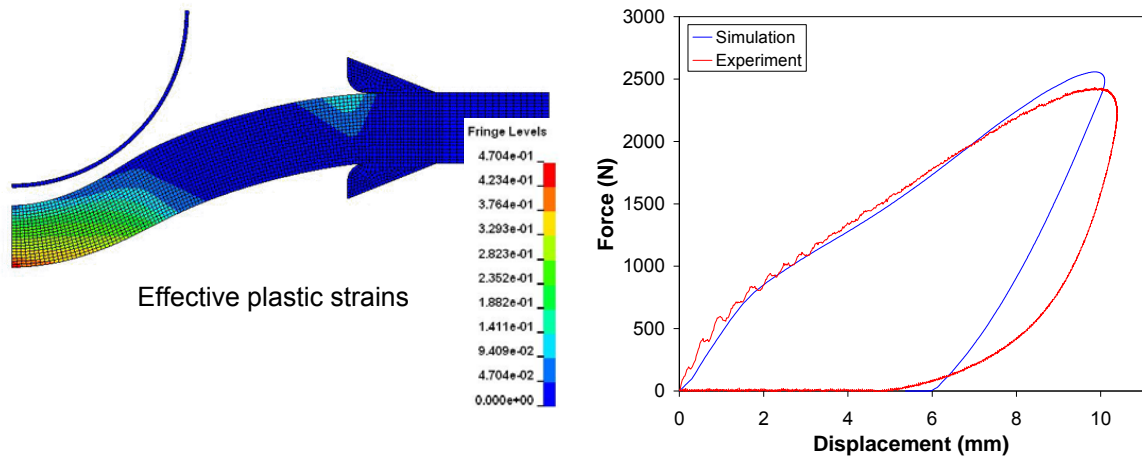 Fringe Levels
4.704e-01
4.234e-01
3.764e-01
3.293e-01
2.823e-01
2.352e-01
1.882e-01
1.411e-01
9.409e-02
4.704e-02
0.000e+00
Effective plastic strains
3000
2500
2000
1500
1000
500
0
Force (N)
Simulation
Experiment
0 2 4 6 8 10
Displacement (mm)